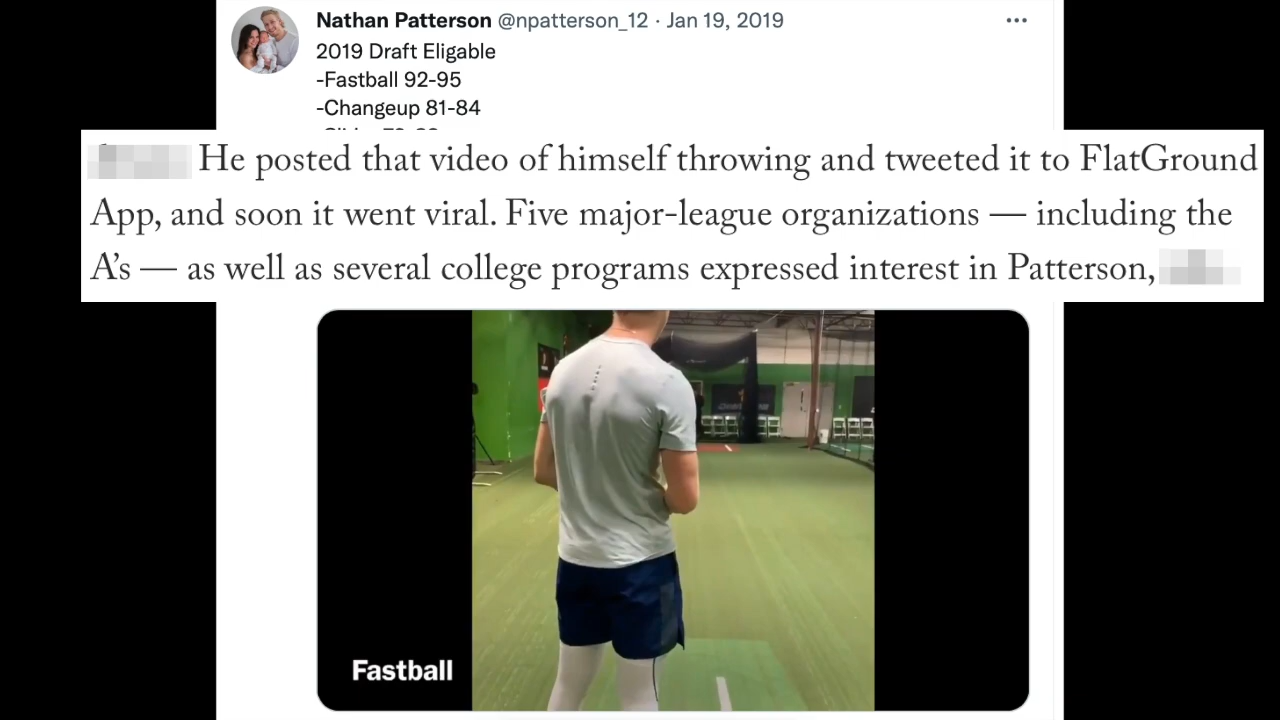 Nathan Patterson @npatterson_12 · Jan 19, 2019
2019 Draft Eligable
-Fastball 92-95
-Changeup 81-84
He posted that video of himself throwing and tweeted it to FlatGround
App, and soon it went viral. Five major-league organizations — including the
A’s — as well as several college programs expressed interest in Patterson,
Fastball